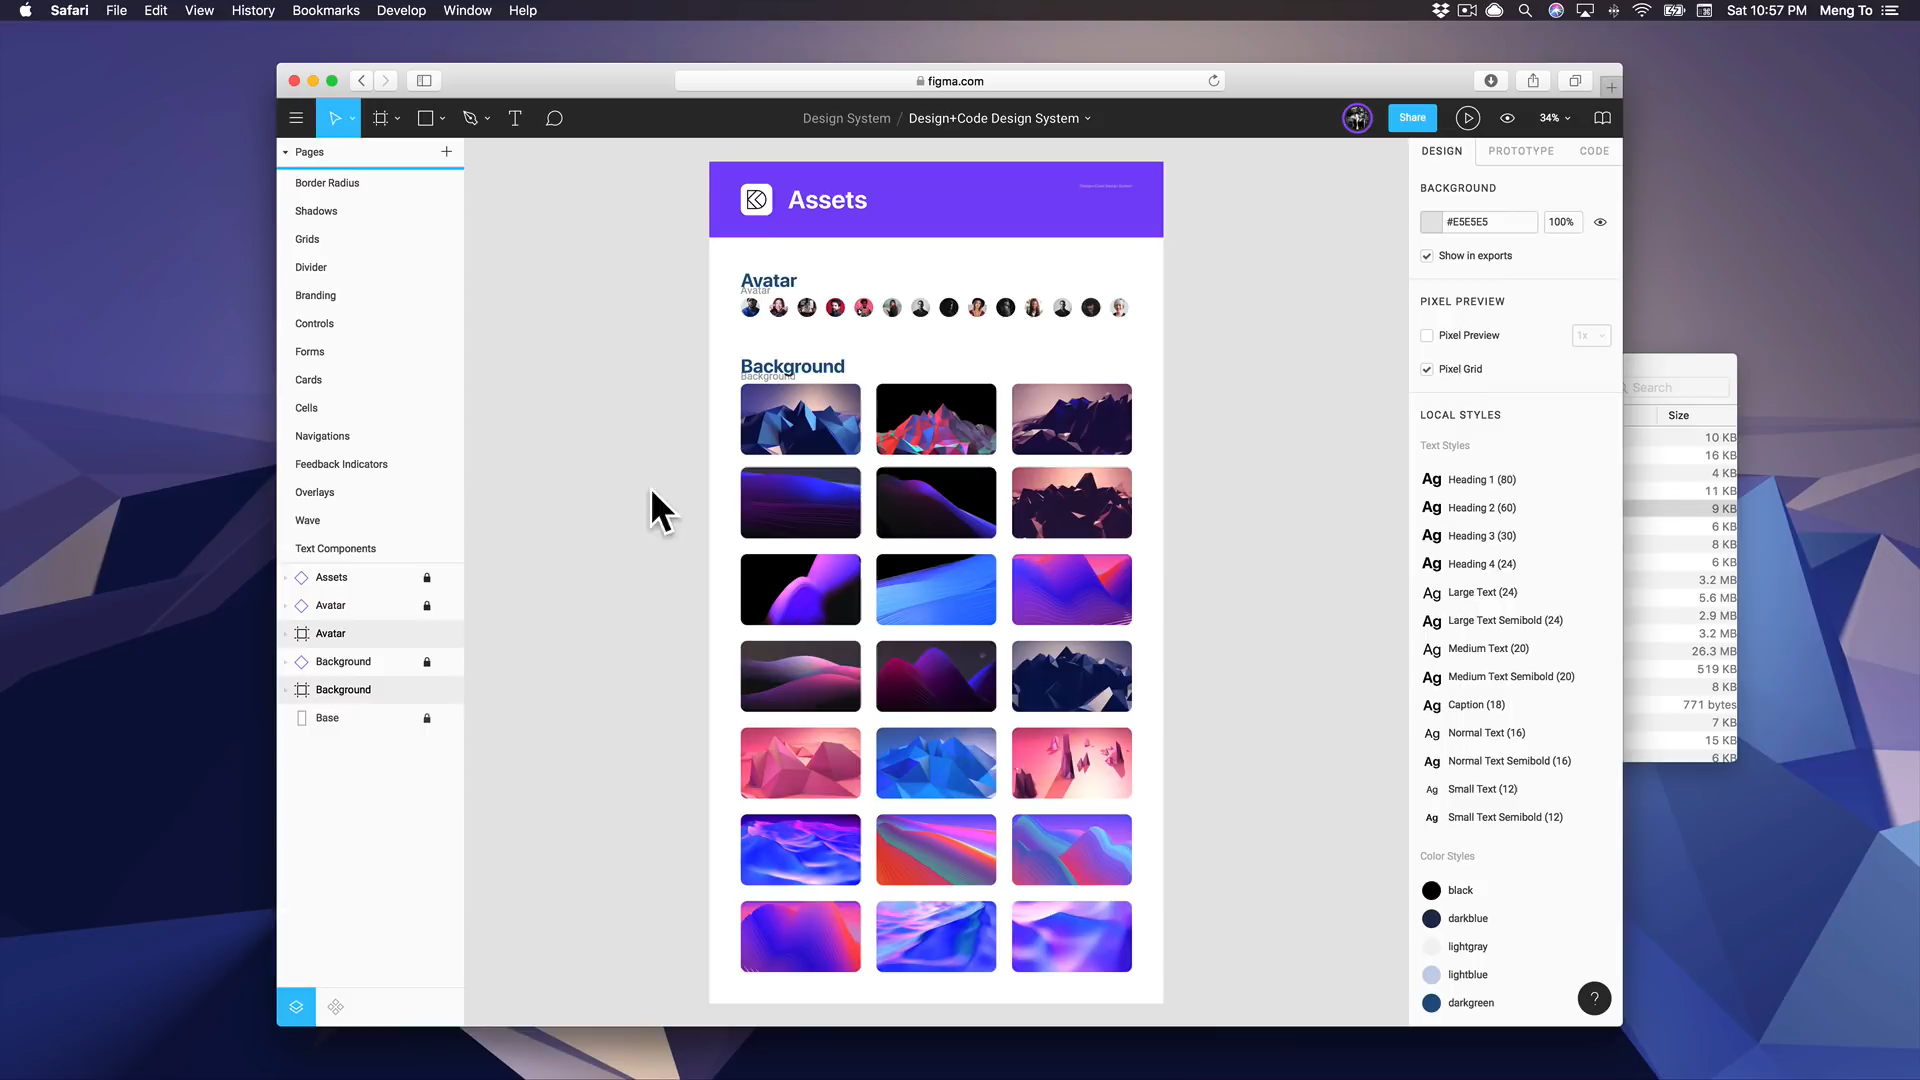 Safari File Edit View History Bookmarks Develop Window Help
Sat 10:57 PM Meng To
figma.com
Design System / Design+Code Design System
Share
34%
Pages
Border Radius
Shadows
Grids
Divider
Branding
Controls
Forms
Cards
Cells
Navigations
Feedback Indicators
Overlays
Wave
Text Components
Assets
Avatar
Avatar
Background
Background
Base
Assets
Design+Code Design System
Avatar
Avatar
Background
Background
DESIGN PROTOTYPE CODE
BACKGROUND
#E5E5E5 100%
Show in exports
PIXEL PREVIEW
Pixel Preview 1x
Pixel Grid
LOCAL STYLES
Text Styles
Ag Heading 1 (80)
Ag Heading 2 (60)
Ag Heading 3 (30)
Ag Heading 4 (24)
Ag Large Text (24)
Ag Large Text Semibold (24)
Ag Medium Text (20)
Ag Medium Text Semibold (20)
Ag Caption (18)
Ag Normal Text (16)
Ag Normal Text Semibold (16)
Ag Small Text (12)
Ag Small Text Semibold (12)
Color Styles
black
darkblue
lightgray
lightblue
darkgreen
?
Search
Size
10 KB
16 KB
4 KB
11 KB
9 KB
6 KB
8 KB
6 KB
3.2 MB
5.6 MB
2.9 MB
3.2 MB
26.3 MB
519 KB
8 KB
771 bytes
7 KB
15 KB
6 KB